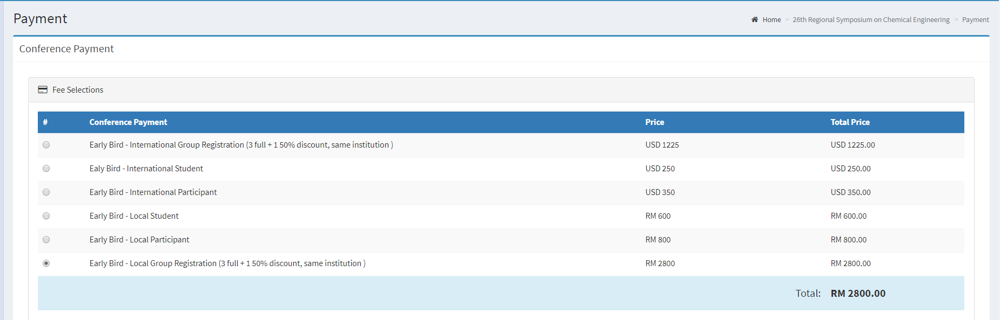 Payment
Home > 26th Regional Symposium on Chemical Engineering > Payment
Conference Payment
Fee Selections
# Conference Payment Price Total Price
Early Bird - International Group Registration (3 full + 1 50% discount, same institution ) USD 1225 USD 1225.00
Ealy Bird - International Student USD 250 USD 250.00
Early Bird - International Participant USD 350 USD 350.00
Early Bird - Local Student RM 600 RM 600.00
Early Bird - Local Participant RM 800 RM 800.00
Early Bird - Local Group Registration (3 full + 1 50% discount, same institution ) RM 2800 RM 2800.00
Total: RM 2800.00